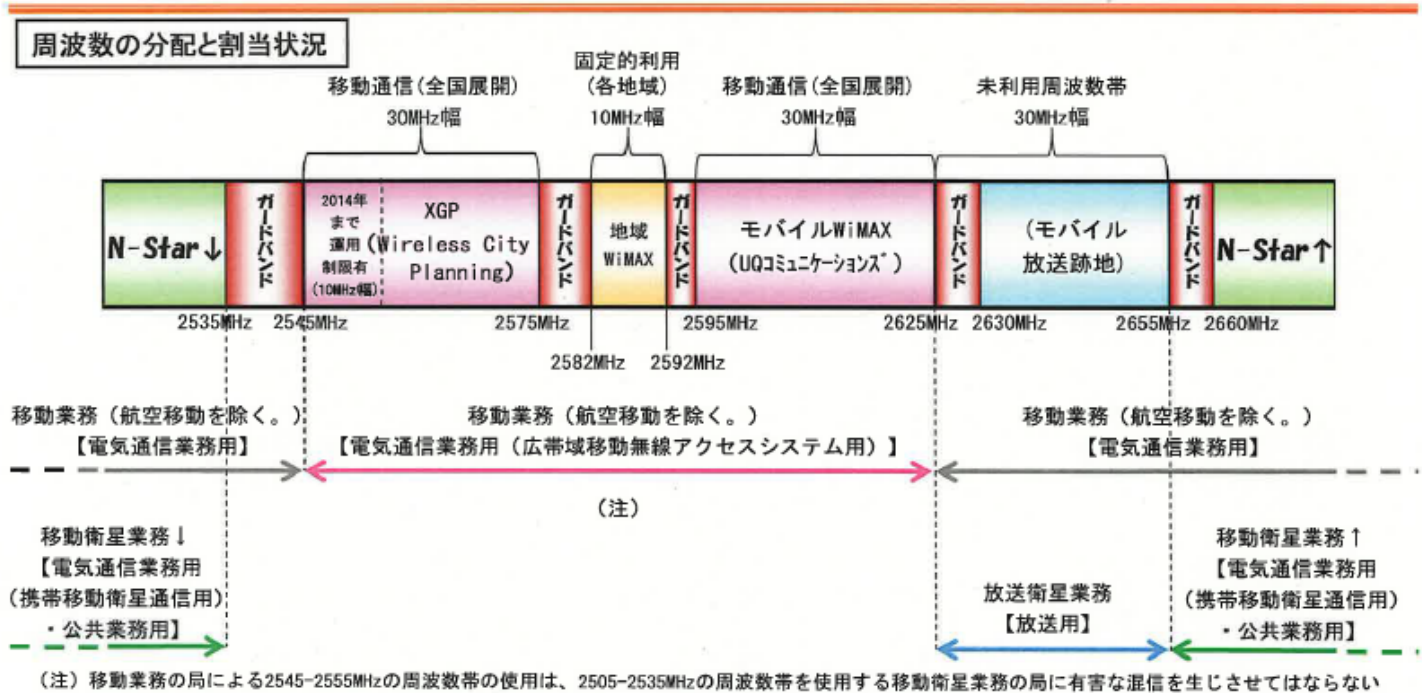 周波数の分配と割当状況
移動通信(全国展開)
30MHz幅
固定的利用
(各地域)
10MHz幅
移動通信(全国展開)
30MHz幅
未利用周波数帯
30MHz幅
N-Star↓
ガードバンド
2014年
まで
運用
制限有
(10MHz幅)
XGP
(Wireless City
Planning)
ガードバンド
地域
WiMAX
ガードバンド
モバイルWiMAX
(UQコミュニケーションズ)
ガードバンド
(モバイル
放送跡地)
ガードバンド
N-Star↑
2535MHz
2545MHz
2575MHz
2582MHz
2592MHz
2595MHz
2625MHz
2630MHz
2655MHz
2660MHz
移動業務(航空移動を除く。)
【電気通信業務用】
移動業務(航空移動を除く。)
【電気通信業務用(広帯域移動無線アクセスシステム用)】
(注)
移動業務(航空移動を除く。)
【電気通信業務用】
移動衛星業務↓
【電気通信業務用
(携帯移動衛星通信用)
・公共業務用】
放送衛星業務
【放送用】
移動衛星業務↑
【電気通信業務用
(携帯移動衛星通信用)
・公共業務用】
(注)移動業務の局による2545-2555MHzの周波数帯の使用は、2505-2535MHzの周波数帯を使用する移動衛星業務の局に有害な混信を生じさせてはならない